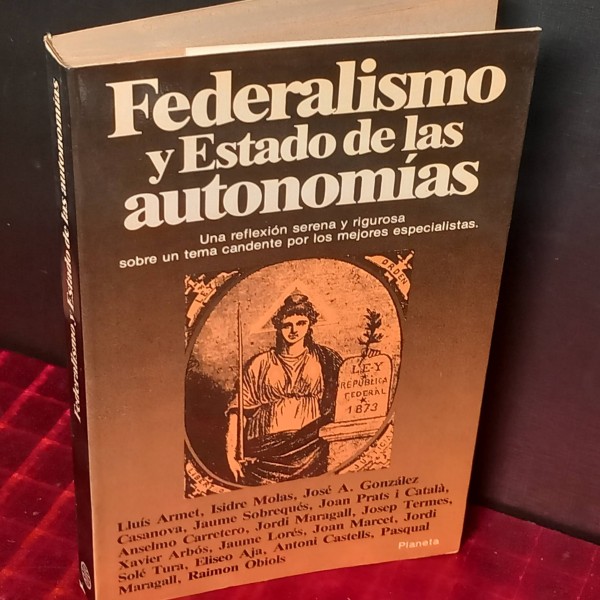 Federalismo
y Estado de las
autonomías
Una reflexión serena y rigurosa
sobre un tema candente por los mejores especialistas.
ORDEN
LEY
REPÚBLICA
FEDERAL
1873
Lluís Armet, Isidre Molas, José A. González
Casanova, Jaume Sobrequés, Joan Prats i Català,
Anselmo Carretero, Jordi Maragall, Josep Termes,
Xavier Arbós, Jaume Lorés, Joan Marcet, Jordi
Solé Tura, Eliseo Aja, Antoni Castells, Pasqual
Maragall, Raimon Obiols
Planeta
Federalismo y Estado de las autonomías